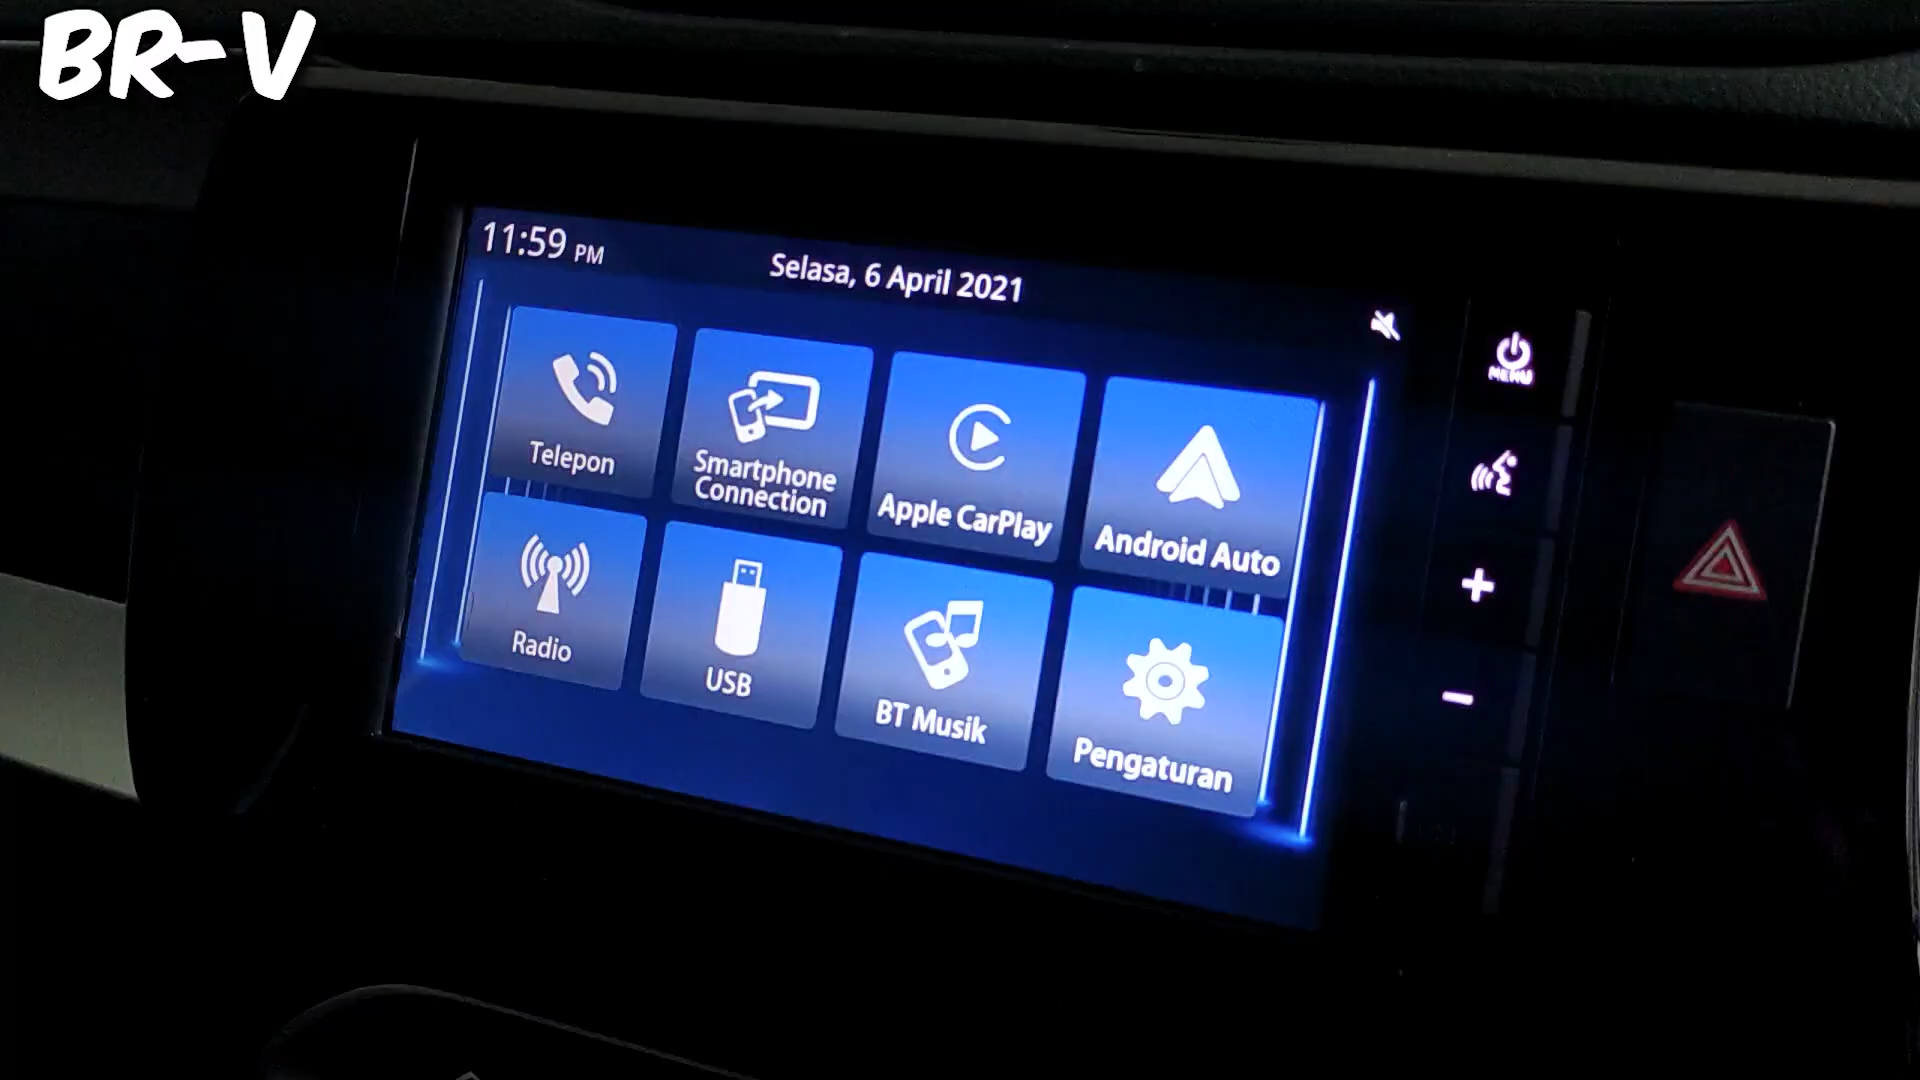 BR-V
11:59 PM
Selasa, 6 April 2021
MENU
Telepon
Smartphone
Connection
Apple CarPlay
Android Auto
Radio
USB
BT Musik
Pengaturan